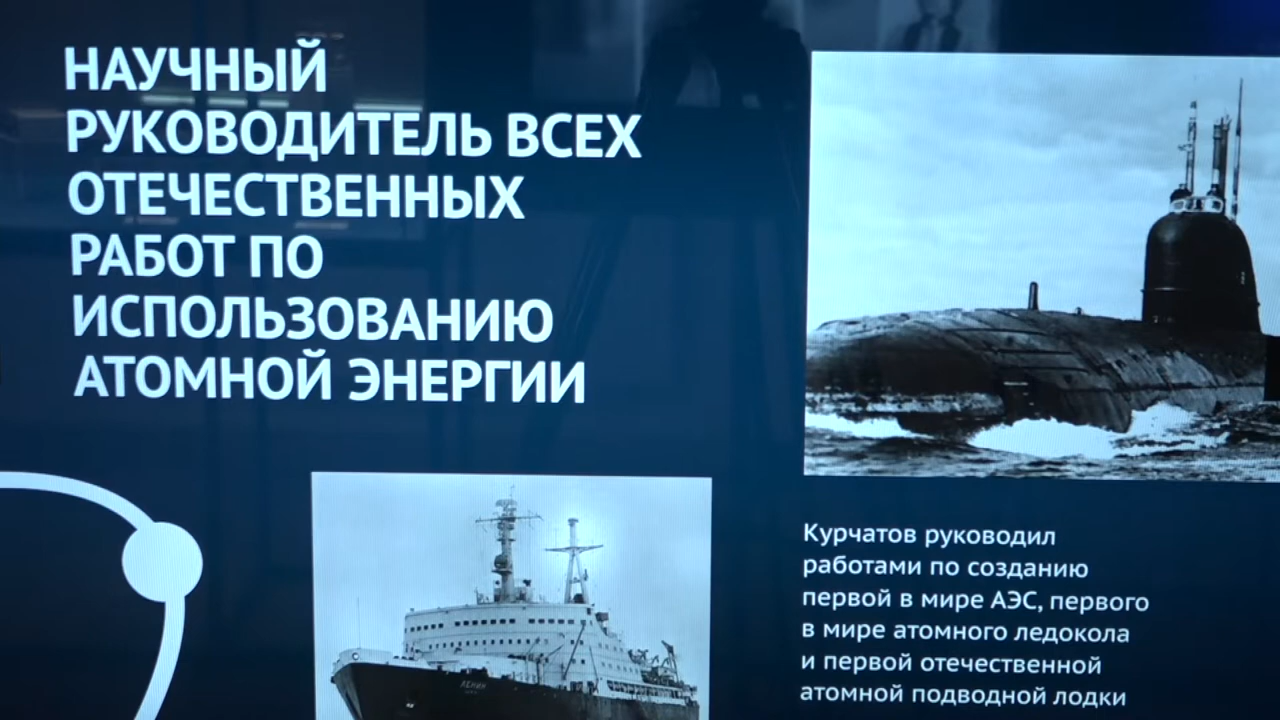 НАУЧНЫЙ
РУКОВОДИТЕЛЬ ВСЕХ
ОТЕЧЕСТВЕННЫХ
РАБОТ ПО
ИСПОЛЬЗОВАНИЮ
АТОМНОЙ ЭНЕРГИИ
ЛЕНИН
Курчатов руководил
работами по созданию
первой в мире АЭС, первого
в мире атомного ледокола
и первой отечественной
атомной подводной лодки